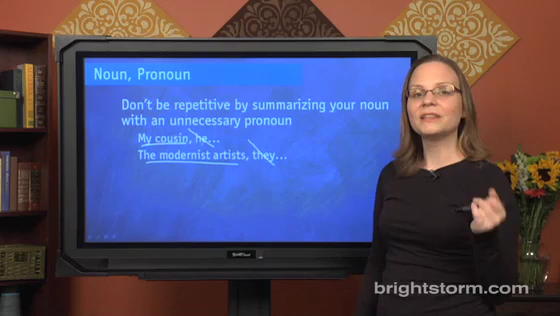 Noun, Pronoun
Don't be repetitive by summarizing your noun
with an unnecessary pronoun
My cousin, he...
The modernist artists, they...
brightstorm.com